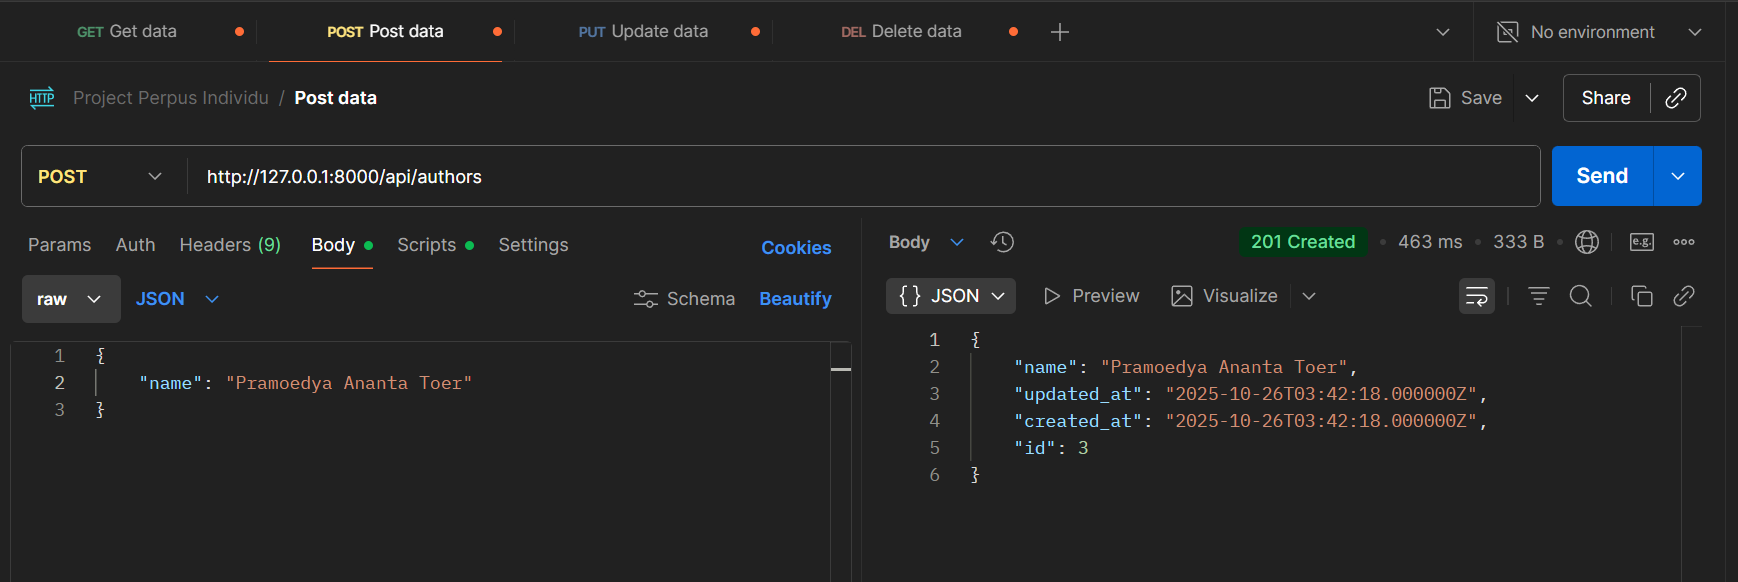 GET Get data POST Post data PUT Update data DEL Delete data No environment
HTTP Project Perpus Individu / Post data Save Share
POST http://127.0.0.1:8000/api/authors Send
Params Auth Headers (9) Body Scripts Settings Cookies
raw JSON Schema Beautify
1 {
2 "name": "Pramoedya Ananta Toer"
3 }
Body 201 Created 463 ms 333 B e.g.
{} JSON Preview Visualize
1 {
2 "name": "Pramoedya Ananta Toer",
3 "updated_at": "2025-10-26T03:42:18.000000Z",
4 "created_at": "2025-10-26T03:42:18.000000Z",
5 "id": 3
6 }